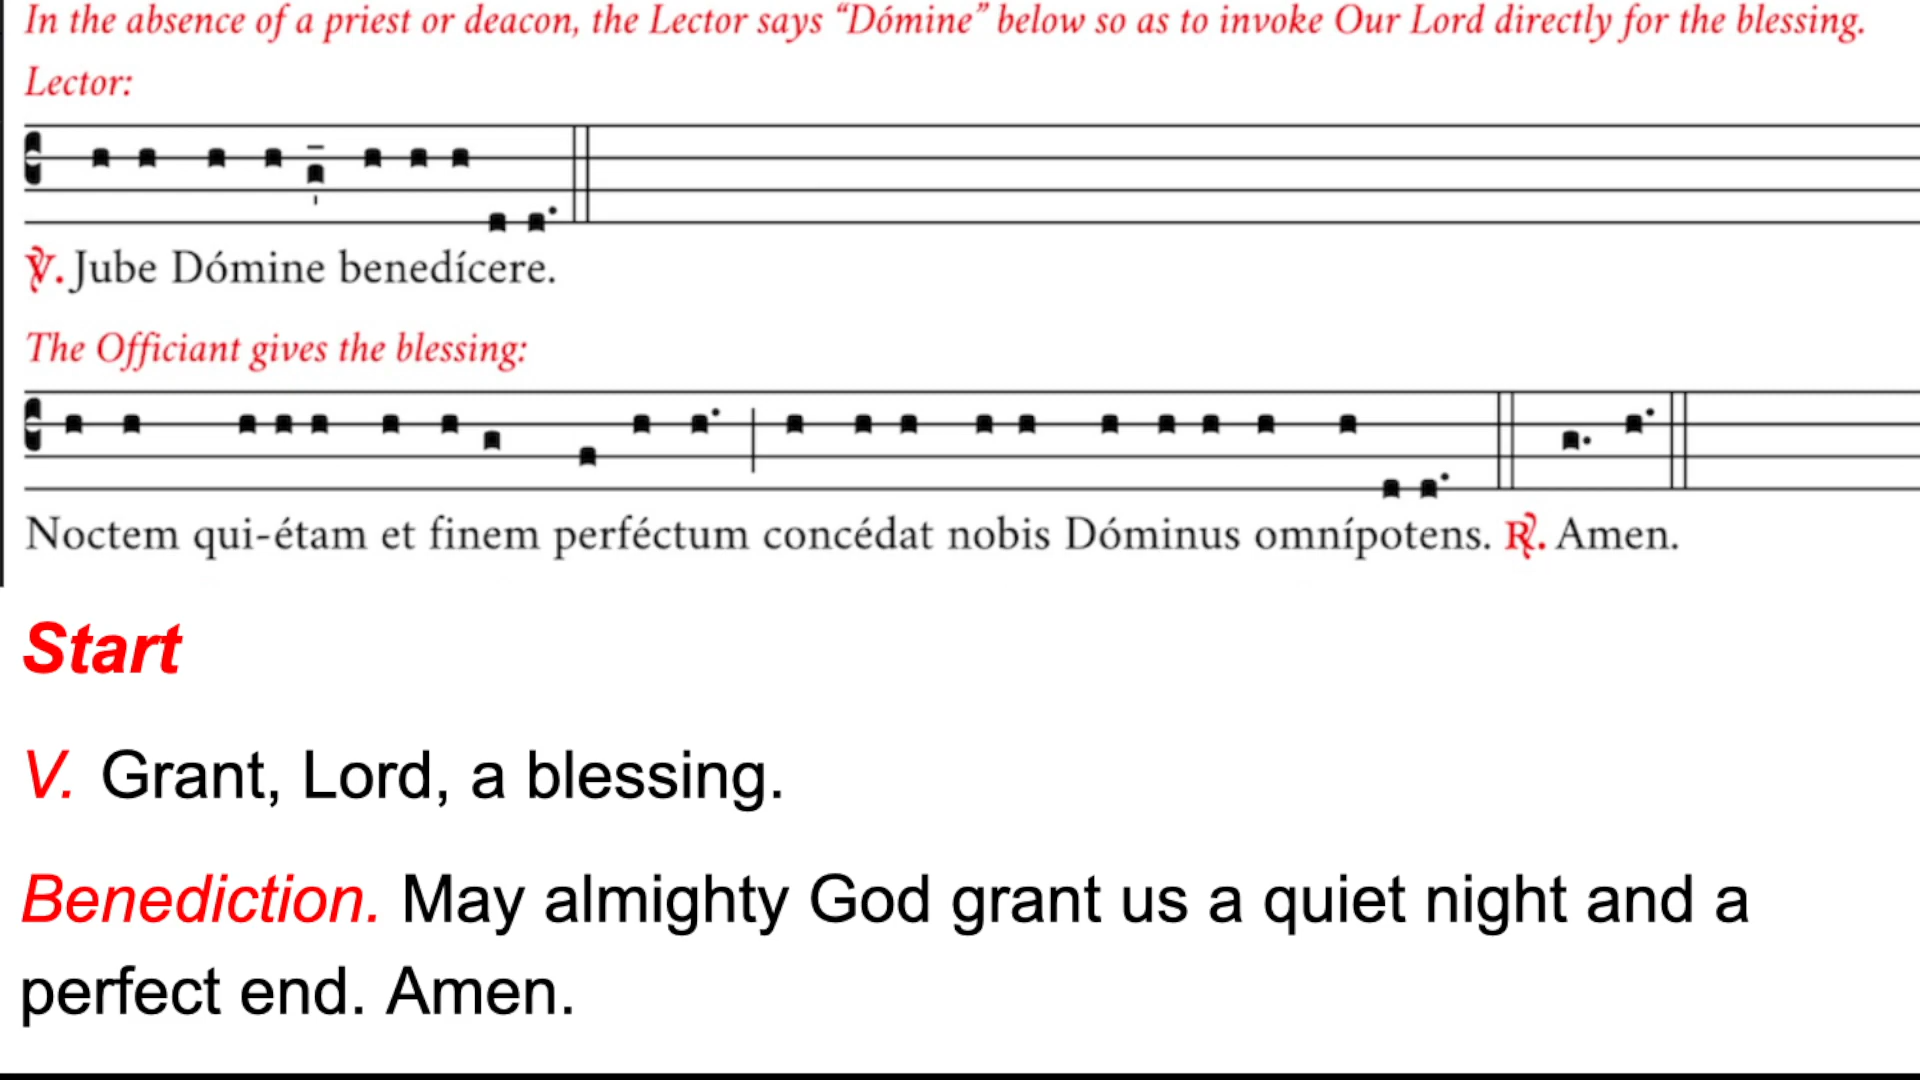 In the absence of a priest or deacon, the Lector says “Dómine” below so as to invoke Our Lord directly for the blessing.
Lector:
℣. Jube Dómine benedícere.
The Officiant gives the blessing:
Noctem qui-étam et finem perféctum concédat nobis Dóminus omnípotens. ℟. Amen.
Start
V. Grant, Lord, a blessing.
Benediction. May almighty God grant us a quiet night and a
perfect end. Amen.